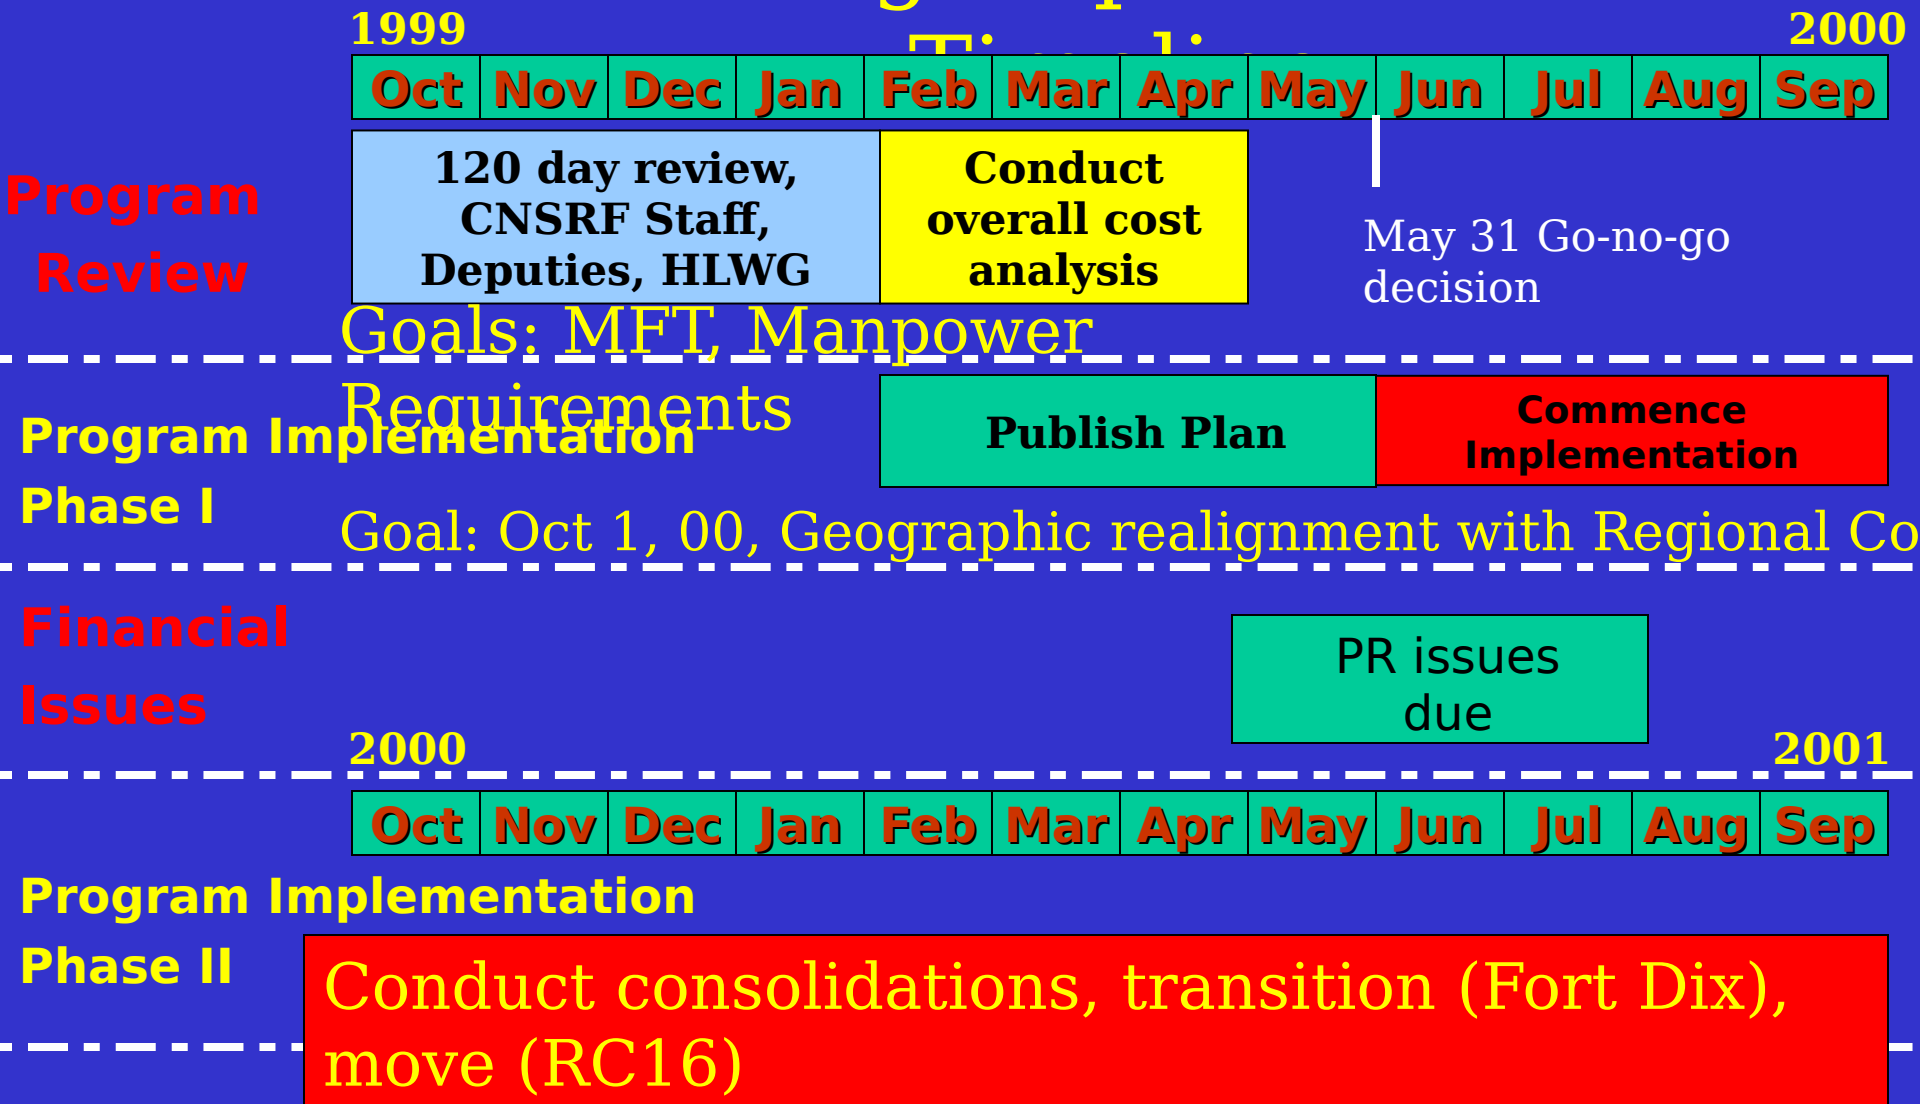 1999
2000
Oct Nov Dec Jan Feb Mar Apr May Jun Jul Aug Sep
Program
Review
120 day review,
CNSRF Staff,
Deputies, HLWG
Conduct
overall cost
analysis
May 31 Go-no-go
decision
Goals: MFT, Manpower
Requirements
Program Implementation
Phase I
Publish Plan
Commence
Implementation
Goal: Oct 1, 00, Geographic realignment with Regional Co
Financial
Issues
PR issues
due
2000
2001
Oct Nov Dec Jan Feb Mar Apr May Jun Jul Aug Sep
Program Implementation
Phase II
Conduct consolidations, transition (Fort Dix),
move (RC16)